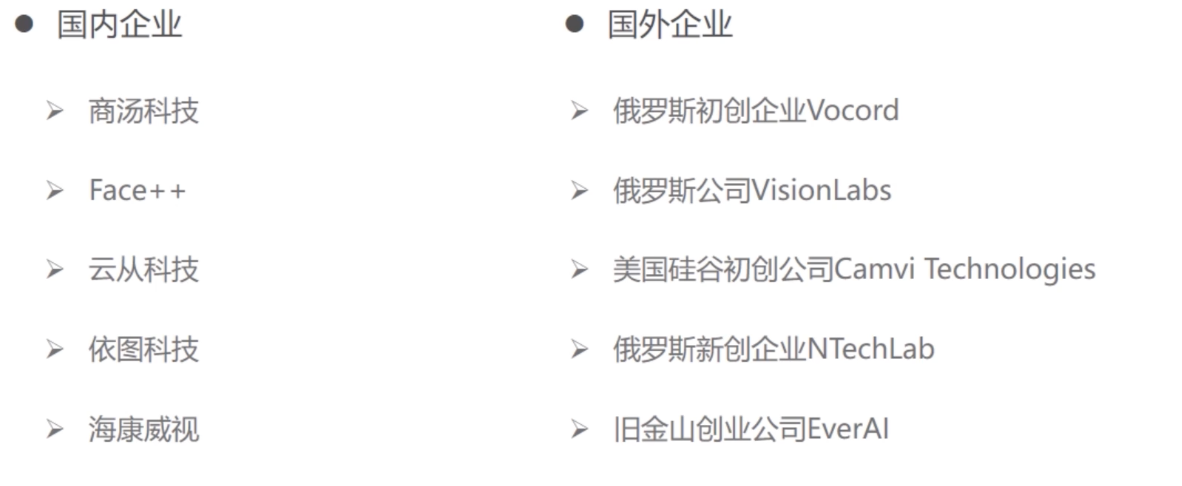 国内企业
商汤科技
Face++
云从科技
依图科技
海康威视
国外企业
俄罗斯初创企业Vocord
俄罗斯公司VisionLabs
美国硅谷初创公司Camvi Technologies
俄罗斯新创企业NTechLab
旧金山创业公司EverAI